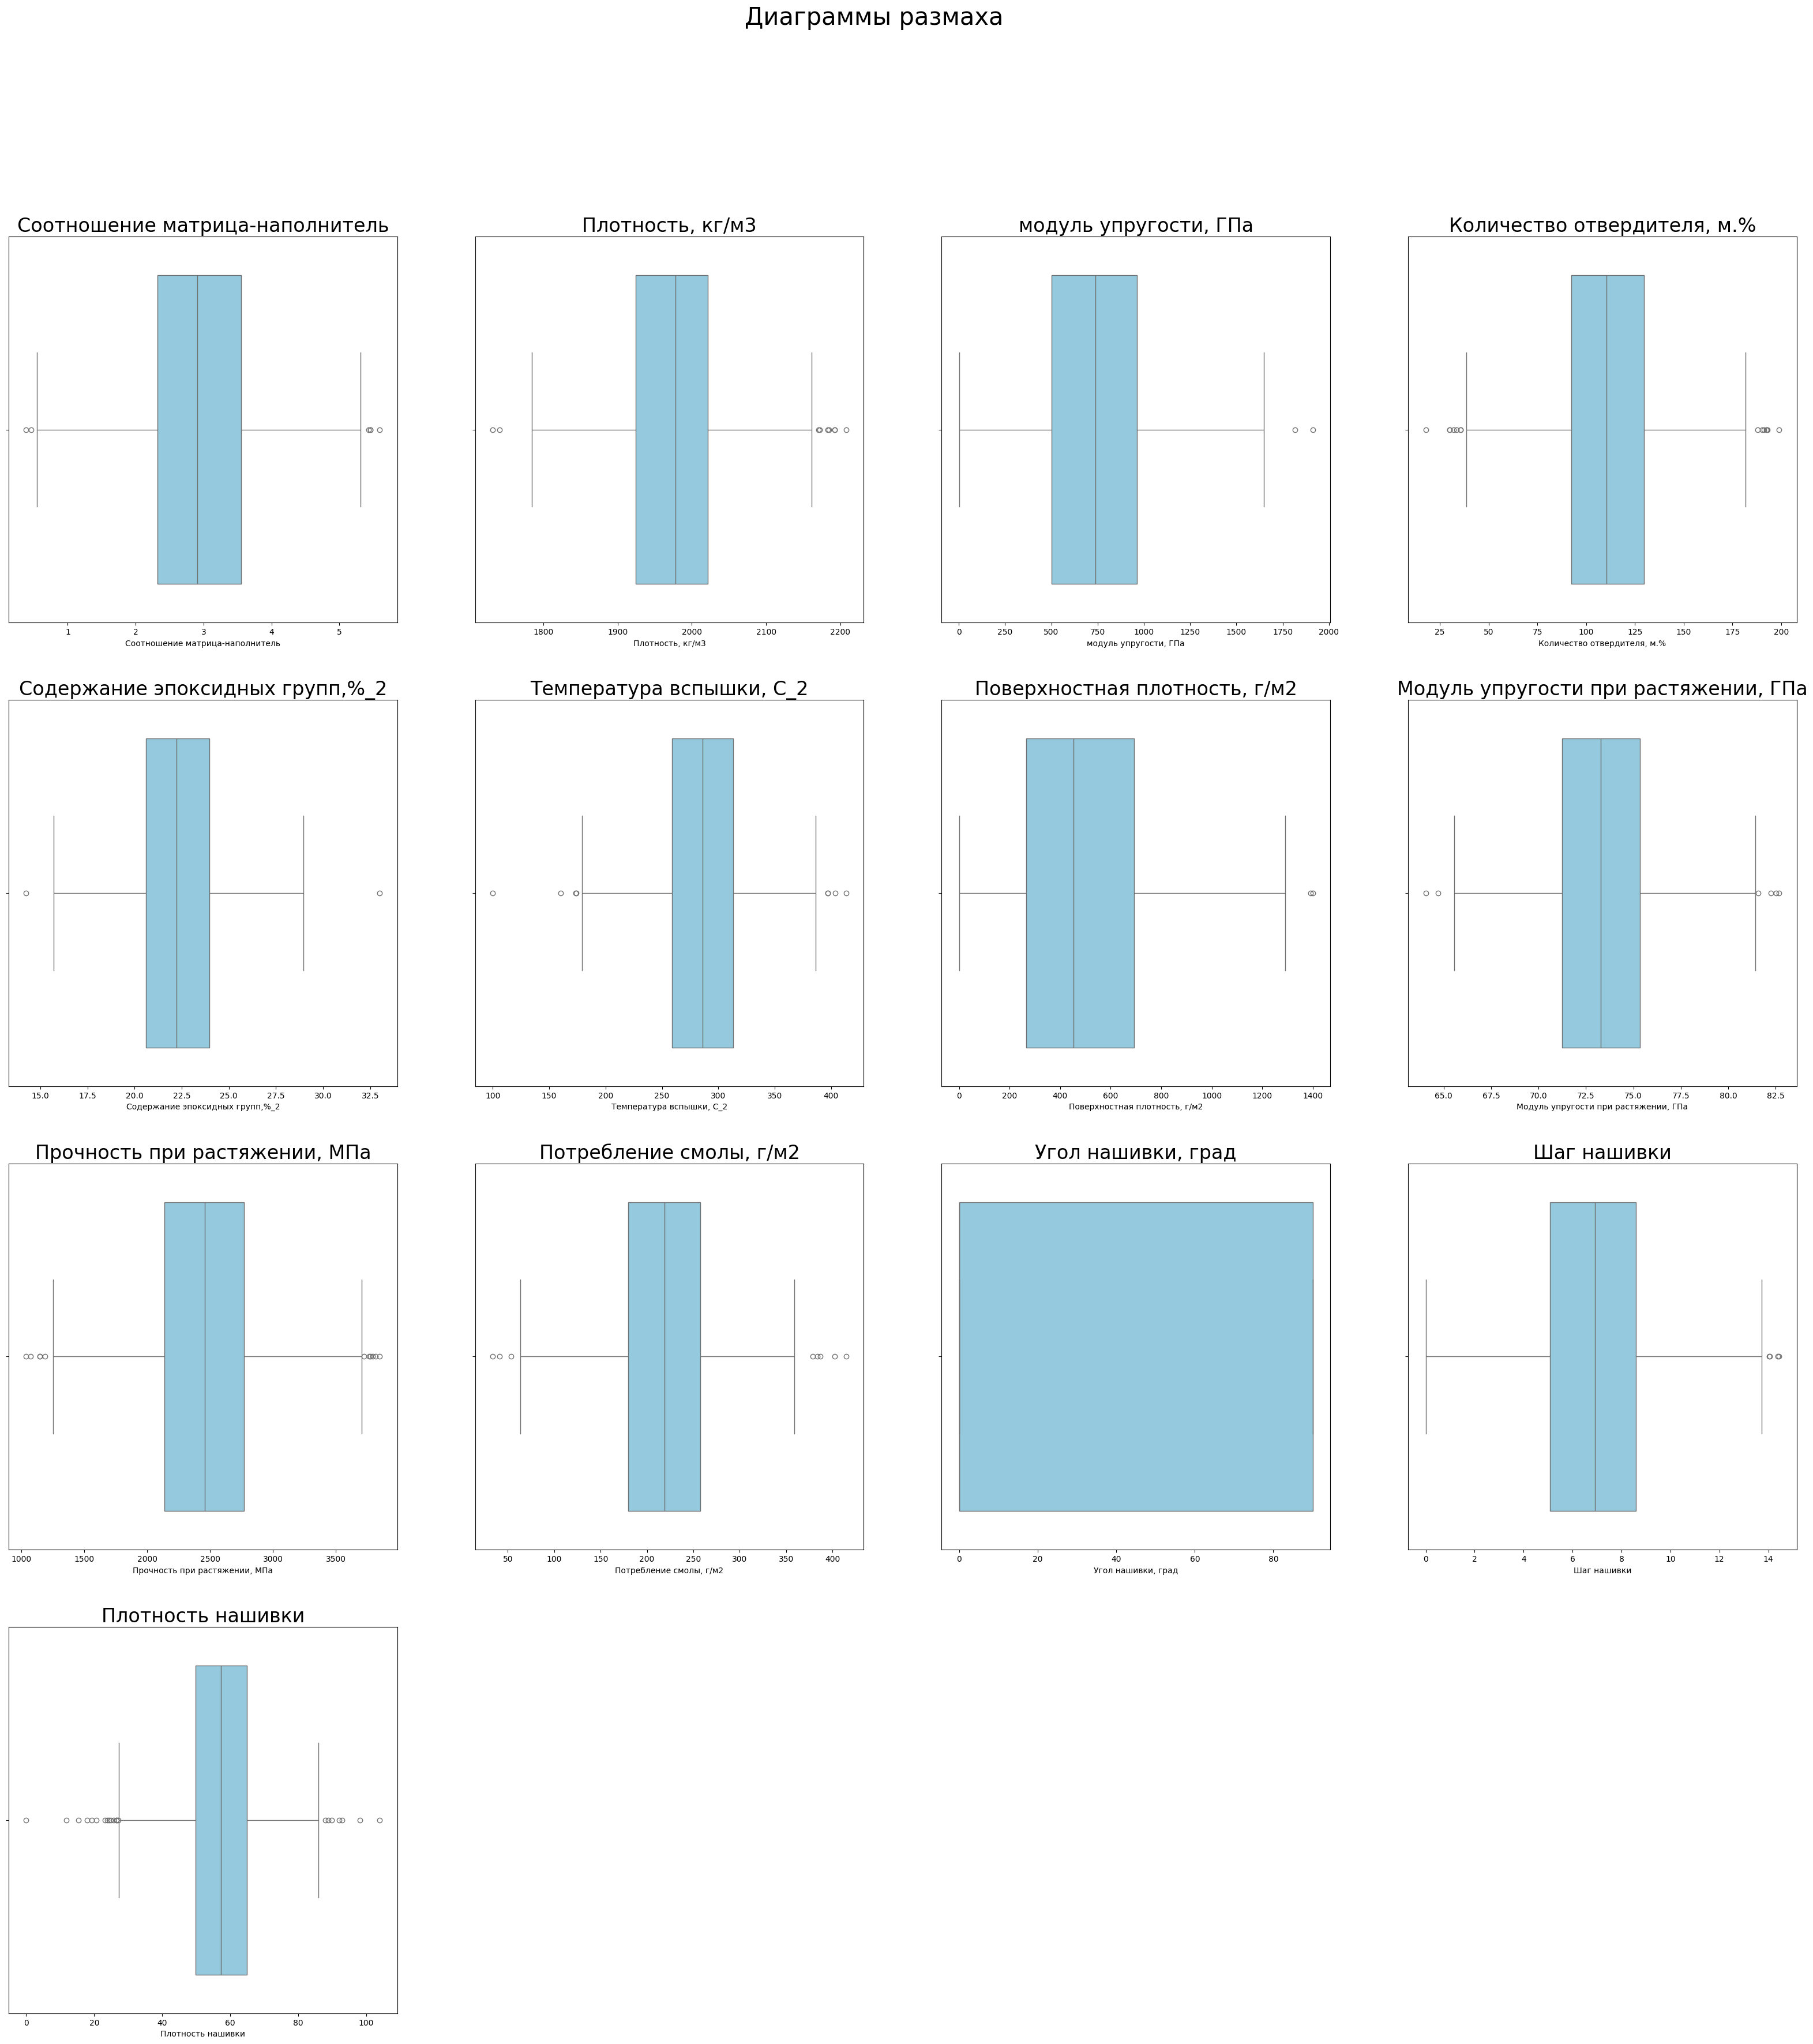 Диаграммы размаха
Соотношение матрица-наполнитель
Плотность, кг/м3
модуль упругости, ГПа
Количество отвердителя, м.%
1 2 3 4 5
1800 1900 2000 2100 2200
0 250 500 750 1000 1250 1500 1750 2000
25 50 75 100 125 150 175 200
Соотношение матрица-наполнитель
Плотность, кг/м3
модуль упругости, ГПа
Количество отвердителя, м.%
Содержание эпоксидных групп,%_2
Температура вспышки, С_2
Поверхностная плотность, г/м2
Модуль упругости при растяжении, ГПа
15.0 17.5 20.0 22.5 25.0 27.5 30.0 32.5
100 150 200 250 300 350 400
0 200 400 600 800 1000 1200 1400
65.0 67.5 70.0 72.5 75.0 77.5 80.0 82.5
Содержание эпоксидных групп,%_2
Температура вспышки, С_2
Поверхностная плотность, г/м2
Модуль упругости при растяжении, ГПа
Прочность при растяжении, МПа
Потребление смолы, г/м2
Угол нашивки, град
Шаг нашивки
1000 1500 2000 2500 3000 3500
50 100 150 200 250 300 350 400
0 20 40 60 80
0 2 4 6 8 10 12 14
Прочность при растяжении, МПа
Потребление смолы, г/м2
Угол нашивки, град
Шаг нашивки
Плотность нашивки
0 20 40 60 80 100
Плотность нашивки